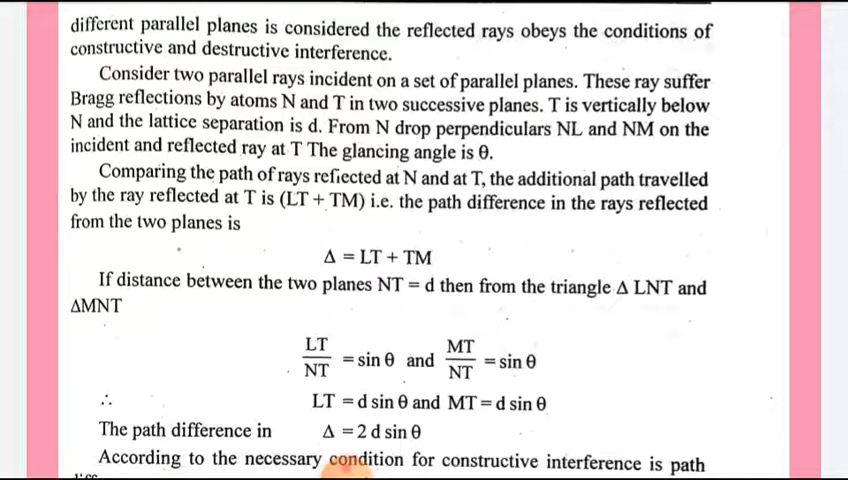 different parallel planes is considered the reflected rays obeys the conditions of
constructive and destructive interference.
Consider two parallel rays incident on a set of parallel planes. These ray suffer
Bragg reflections by atoms N and T in two successive planes. T is vertically below
N and the lattice separation is d. From N drop perpendiculars NL and NM on the
incident and reflected ray at T The glancing angle is θ.
Comparing the path of rays reflected at N and at T, the additional path travelled
by the ray reflected at T is (LT + TM) i.e. the path difference in the rays reflected
from the two planes is
Δ = LT + TM
If distance between the two planes NT = d then from the triangle Δ LNT and
ΔMNT
LT/NT = sin θ and MT/NT = sin θ
∴ LT = d sin θ and MT = d sin θ
The path difference in Δ = 2 d sin θ
According to the necessary condition for constructive interference is path